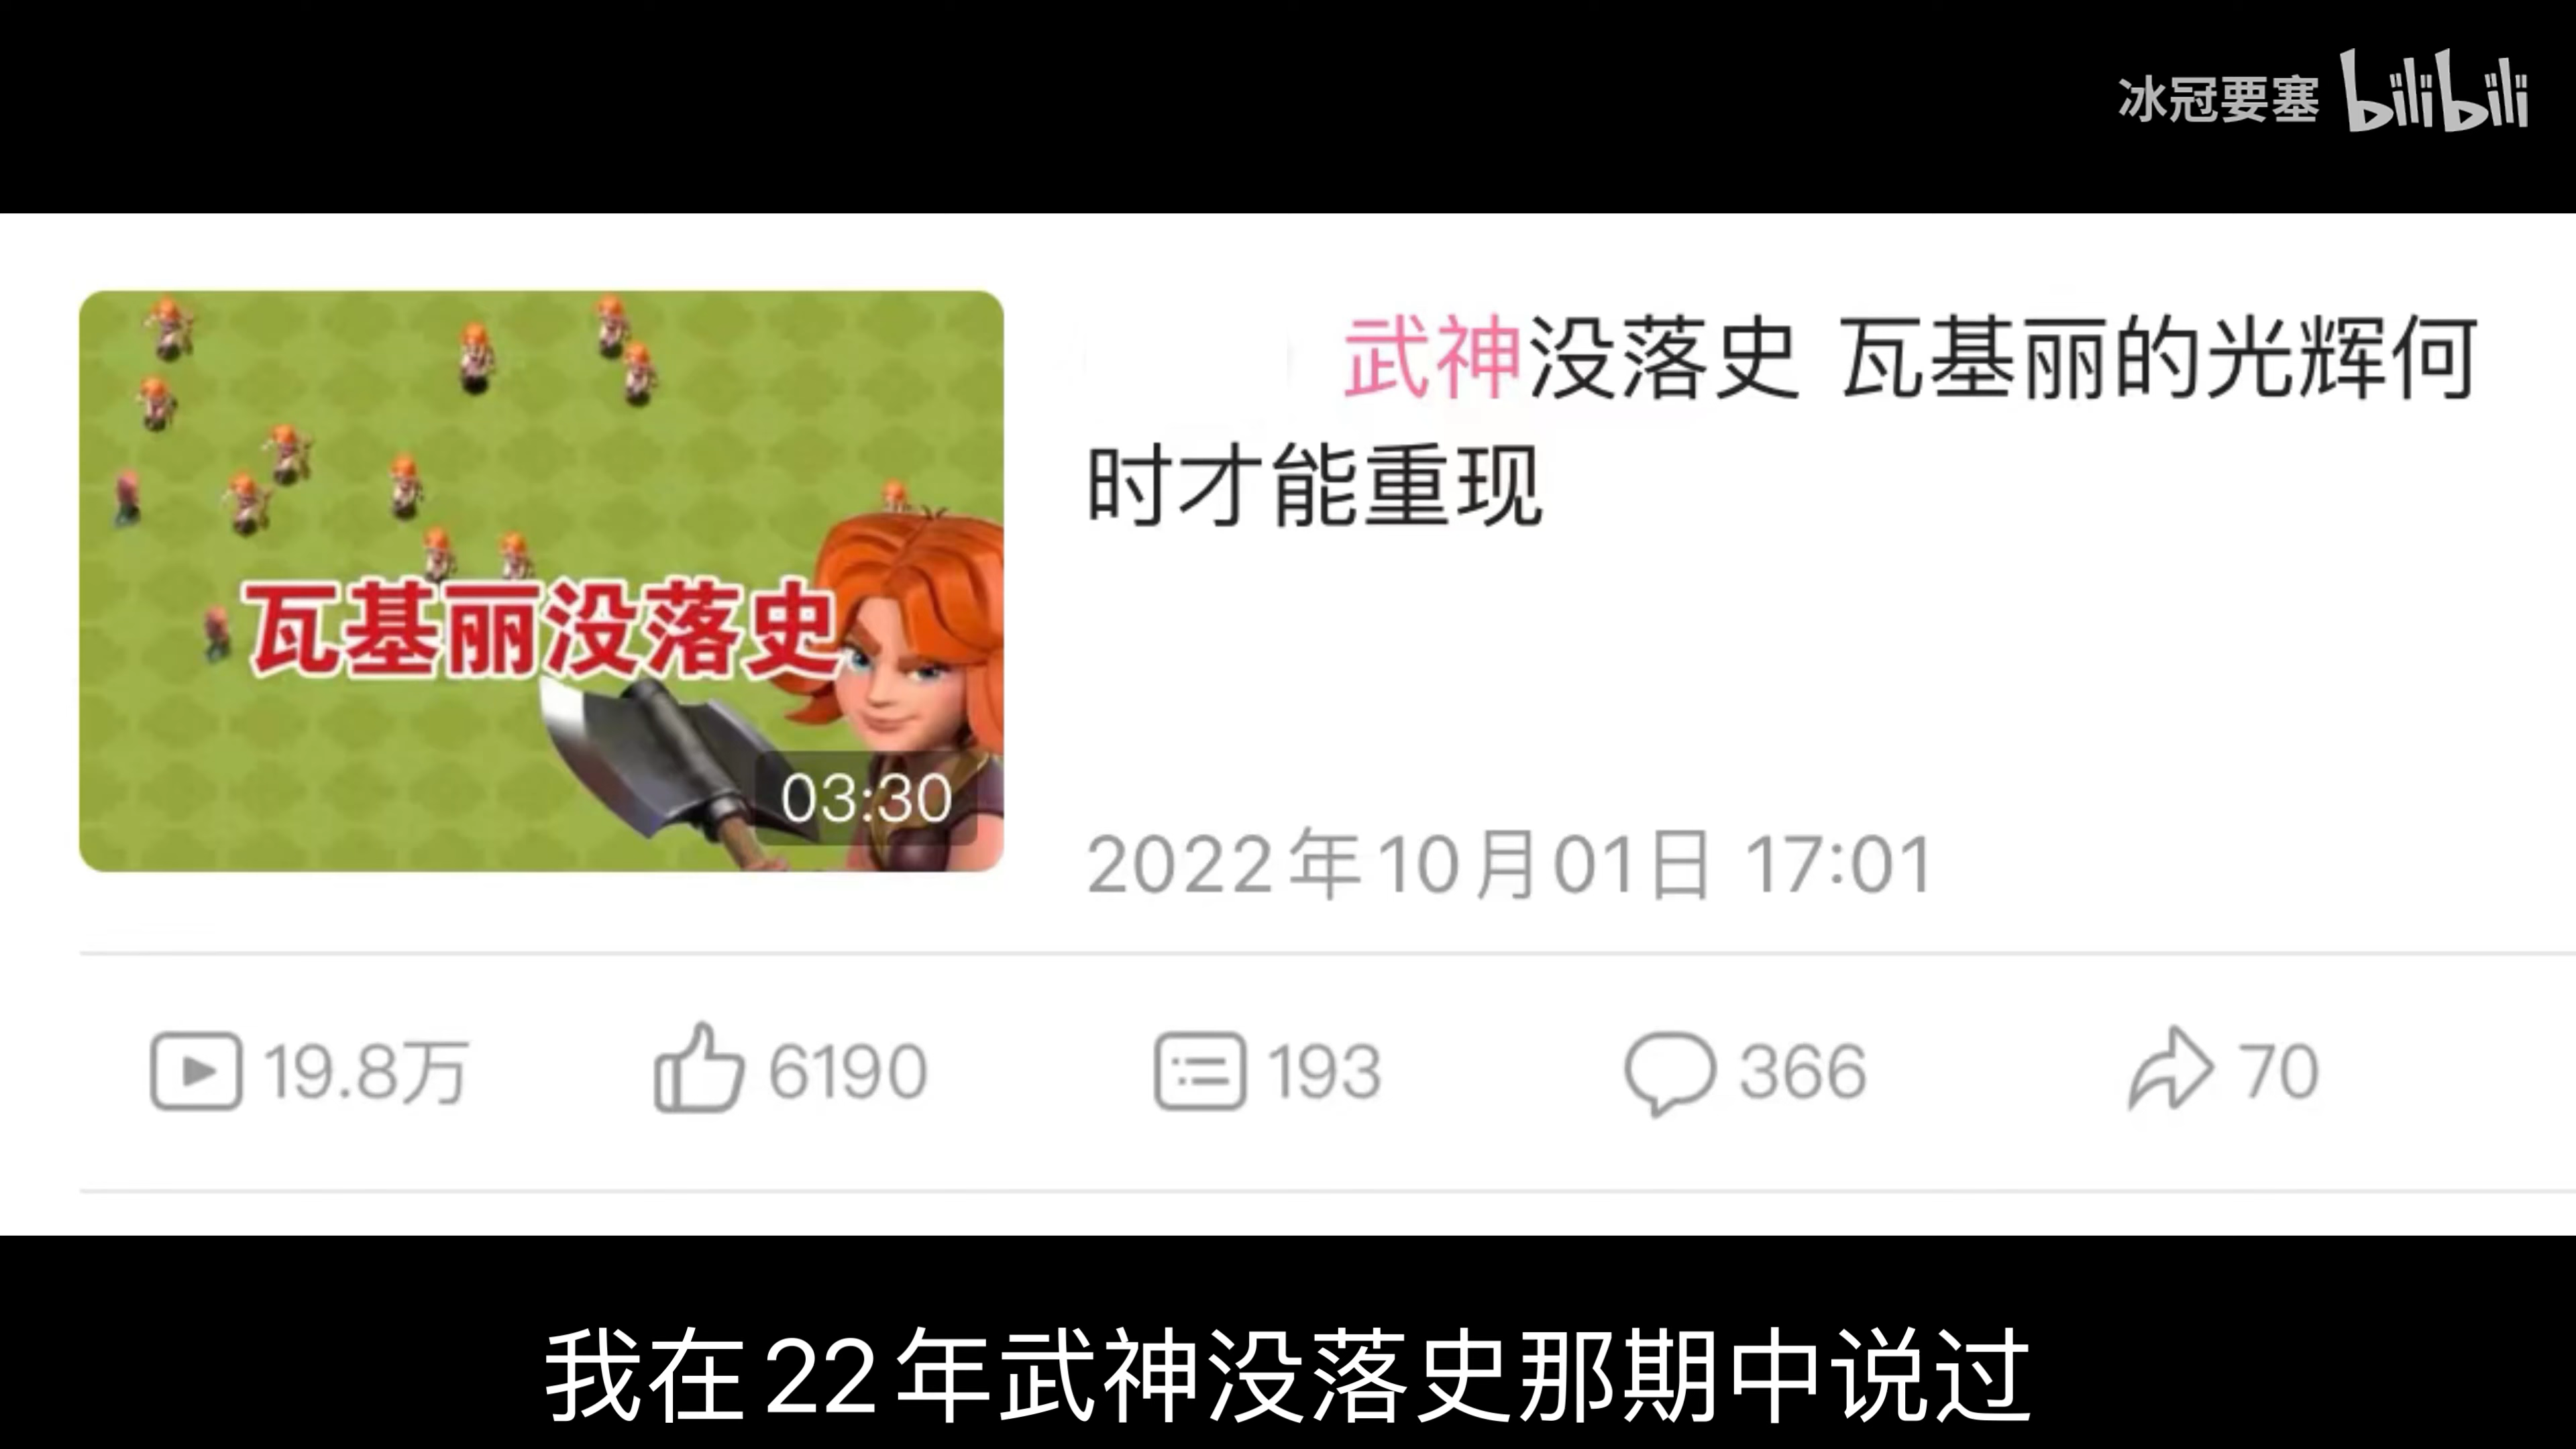 冰冠要塞 bilibili
武神没落史 瓦基丽的光辉何
时才能重现
瓦基丽没落史
03:30
2022年10月01日 17:01
19.8万 6190 193 366 70
我在22年武神没落史那期中说过